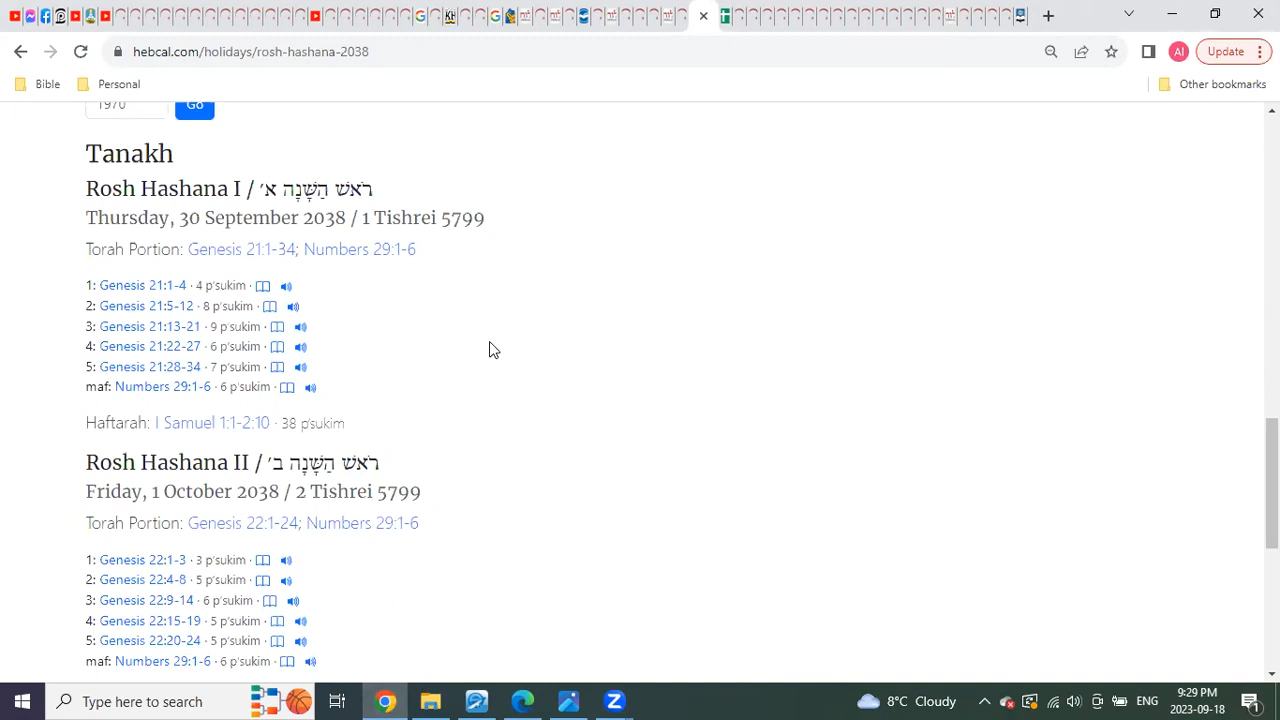 hebcal.com/holidays/rosh-hashana-2038
AI
Update
Bible
Personal
Other bookmarks
1970
Go
Tanakh
Rosh Hashana I / רֹאשׁ הַשָּׁנָה א׳
Thursday, 30 September 2038 / 1 Tishrei 5799
Torah Portion: Genesis 21:1-34; Numbers 29:1-6
1: Genesis 21:1-4 · 4 p'sukim ·
2: Genesis 21:5-12 · 8 p'sukim ·
3: Genesis 21:13-21 · 9 p'sukim ·
4: Genesis 21:22-27 · 6 p'sukim ·
5: Genesis 21:28-34 · 7 p'sukim ·
maf: Numbers 29:1-6 · 6 p'sukim ·
Haftarah: I Samuel 1:1-2:10 · 38 p'sukim
Rosh Hashana II / רֹאשׁ הַשָּׁנָה ב׳
Friday, 1 October 2038 / 2 Tishrei 5799
Torah Portion: Genesis 22:1-24; Numbers 29:1-6
1: Genesis 22:1-3 · 3 p'sukim ·
2: Genesis 22:4-8 · 5 p'sukim ·
3: Genesis 22:9-14 · 6 p'sukim ·
4: Genesis 22:15-19 · 5 p'sukim ·
5: Genesis 22:20-24 · 5 p'sukim ·
maf: Numbers 29:1-6 · 6 p'sukim ·
Type here to search
8°C Cloudy
ENG
9:29 PM
2023-09-18
1